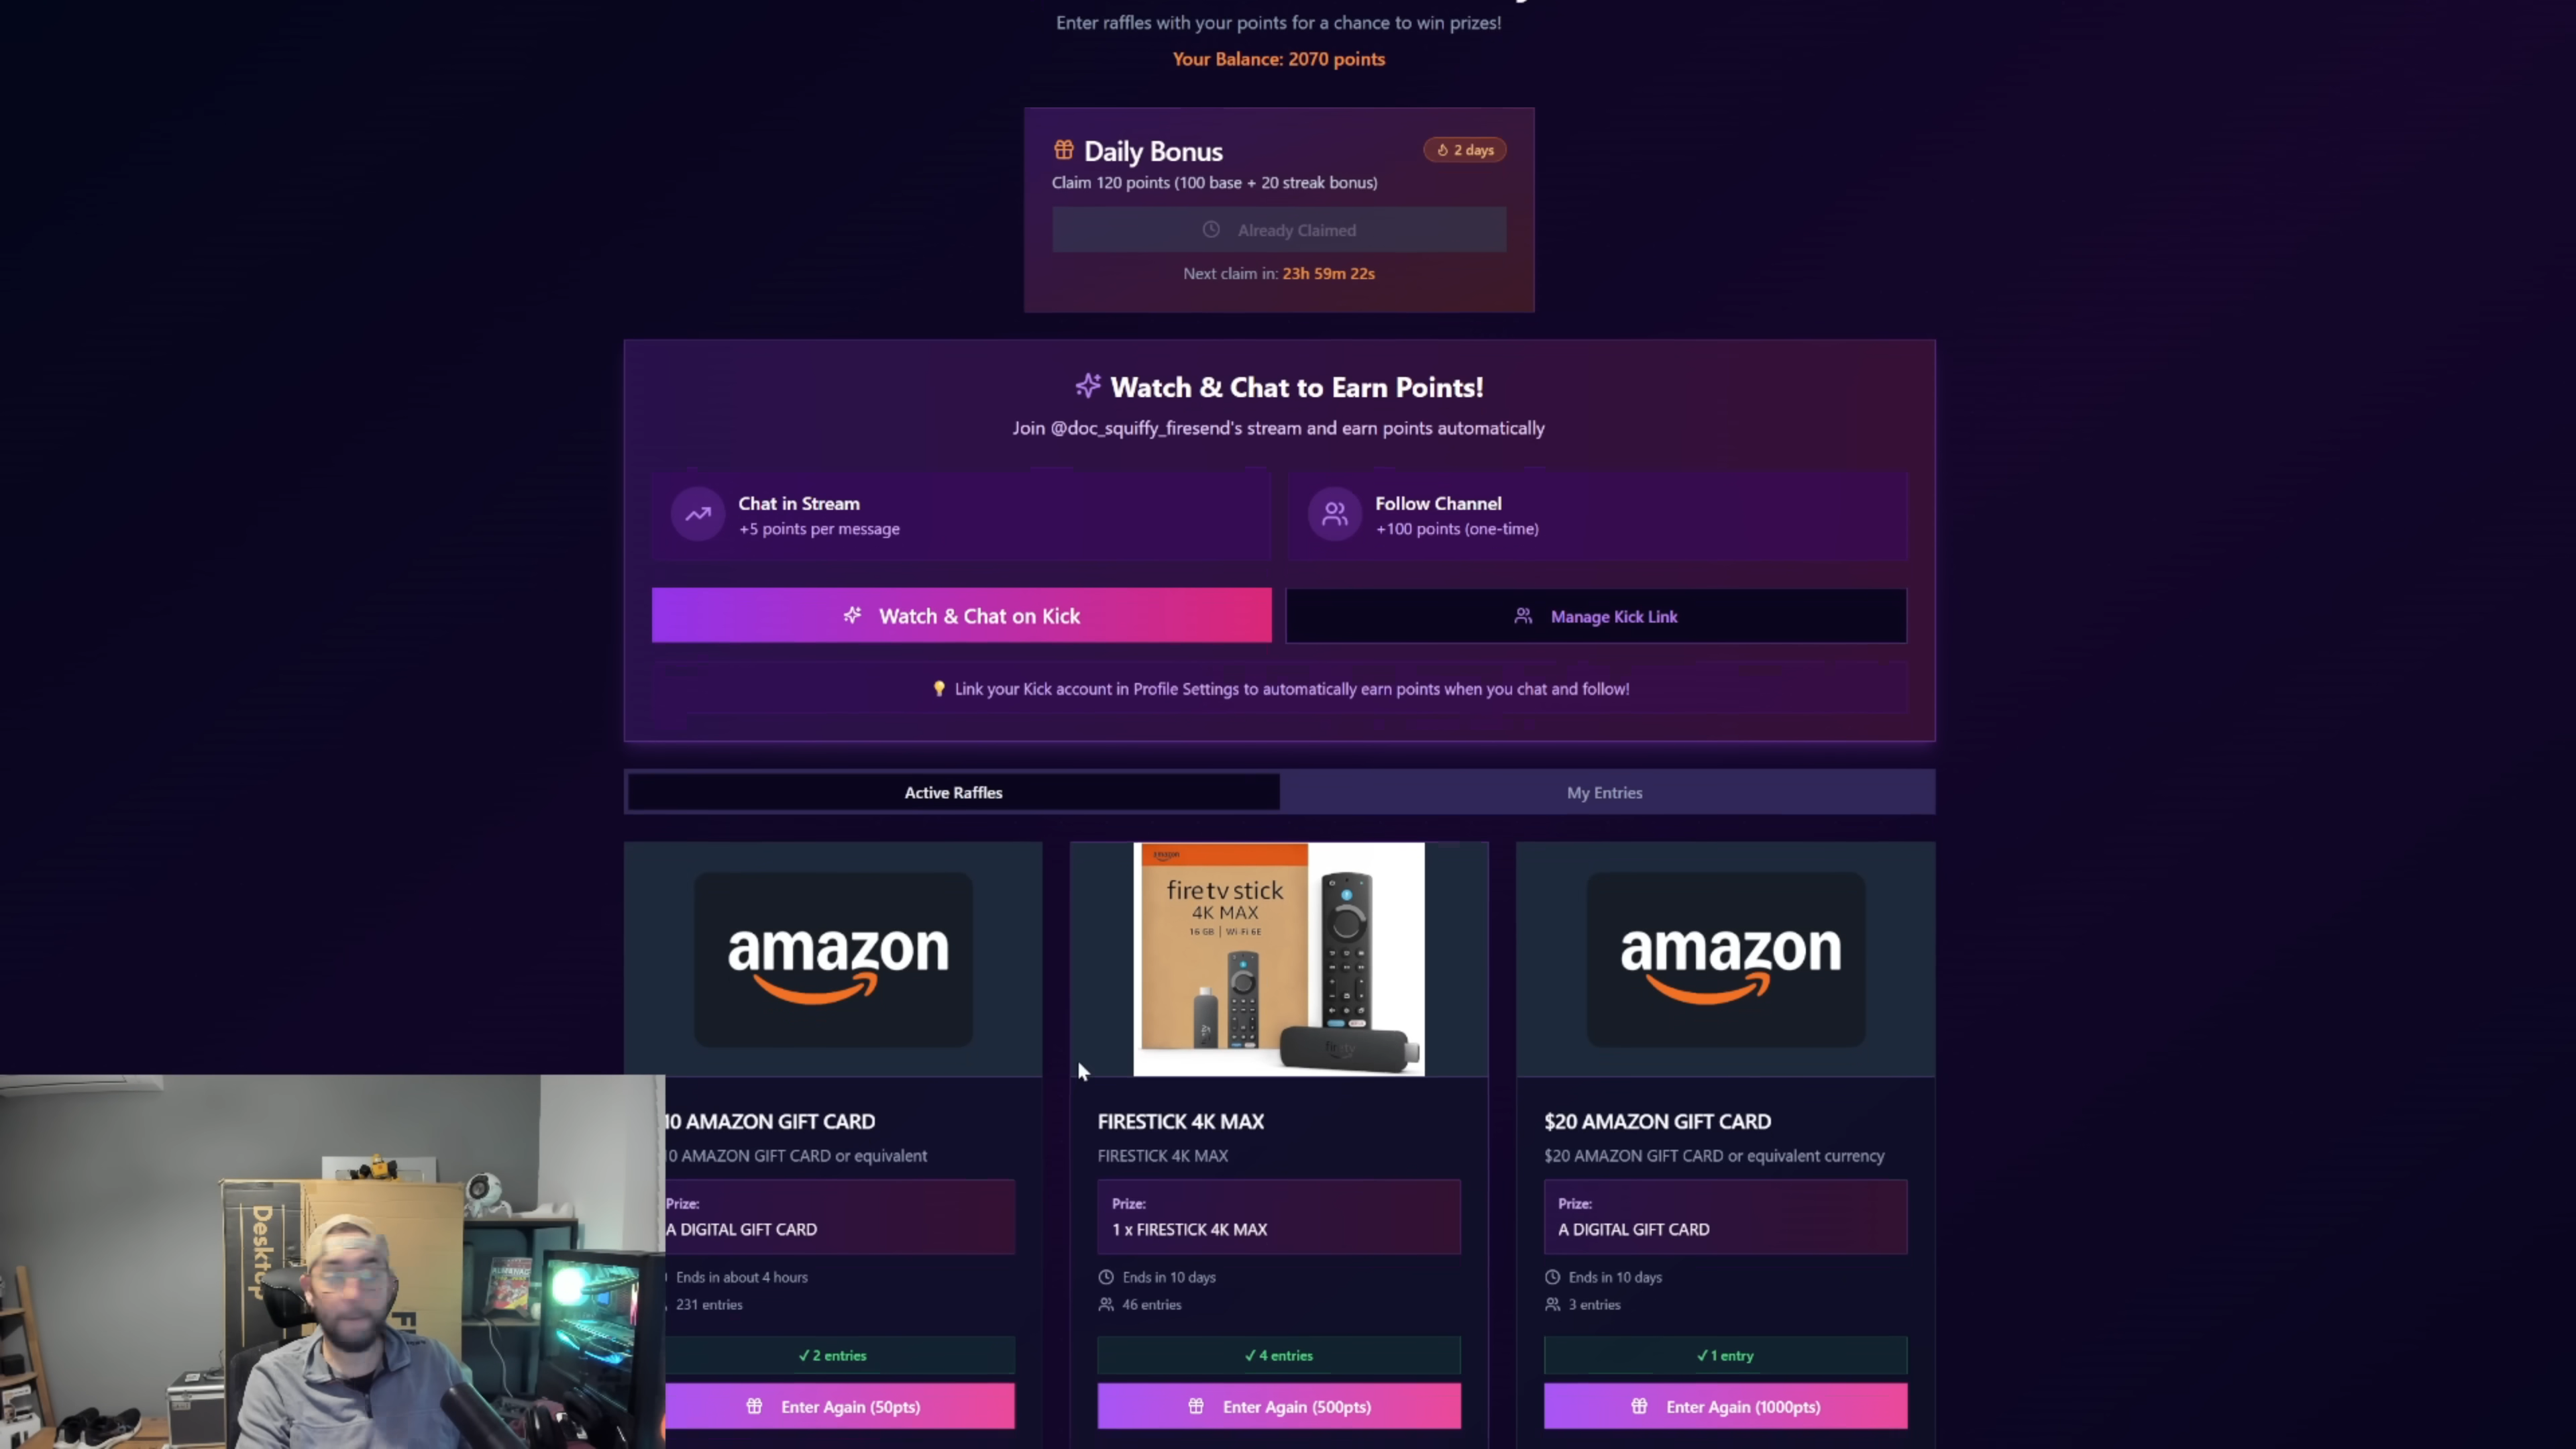 Enter raffles with your points for a chance to win prizes!
Your Balance: 2070 points
Daily Bonus
2 days
Claim 120 points (100 base + 20 streak bonus)
Already Claimed
Next claim in: 23h 59m 22s
Watch & Chat to Earn Points!
Join @doc_squiffy_firesend's stream and earn points automatically
Chat in Stream
+5 points per message
Follow Channel
+100 points (one-time)
Watch & Chat on Kick
Manage Kick Link
Link your Kick account in Profile Settings to automatically earn points when you chat and follow!
Active Raffles
My Entries
amazon
fire tv stick
4K MAX
16 GB | Wi-Fi 6E
amazon
10 AMAZON GIFT CARD
0 AMAZON GIFT CARD or equivalent
Prize:
A DIGITAL GIFT CARD
Ends in about 4 hours
231 entries
✓ 2 entries
Enter Again (50pts)
FIRESTICK 4K MAX
FIRESTICK 4K MAX
Prize:
1 x FIRESTICK 4K MAX
Ends in 10 days
46 entries
✓ 4 entries
Enter Again (500pts)
$20 AMAZON GIFT CARD
$20 AMAZON GIFT CARD or equivalent currency
Prize:
A DIGITAL GIFT CARD
Ends in 10 days
3 entries
✓ 1 entry
Enter Again (1000pts)
Desktop